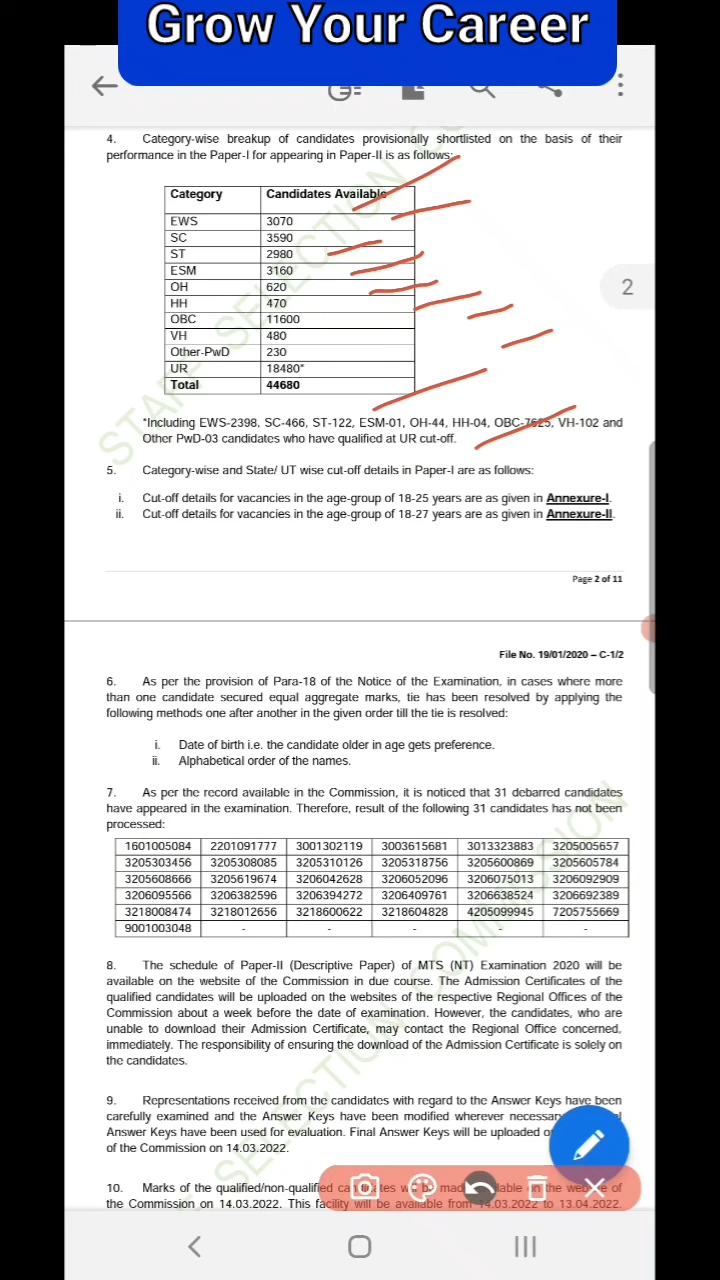 Grow Your Career
4. Category-wise breakup of candidates provisionally shortlisted on the basis of their
performance in the Paper-I for appearing in Paper-II is as follows:
Category Candidates Available
EWS 3070
SC 3590
ST 2980
ESM 3160
OH 620
HH 470
OBC 11600
VH 480
Other-PwD 230
UR 18480*
Total 44680
2
*Including EWS-2398, SC-466, ST-122, ESM-01, OH-44, HH-04, OBC-7625, VH-102 and
Other PwD-03 candidates who have qualified at UR cut-off.
5. Category-wise and State/ UT wise cut-off details in Paper-I are as follows:
i. Cut-off details for vacancies in the age-group of 18-25 years are as given in Annexure-I.
ii. Cut-off details for vacancies in the age-group of 18-27 years are as given in Annexure-II.
Page 2 of 11
File No. 19/01/2020 – C-1/2
6. As per the provision of Para-18 of the Notice of the Examination, in cases where more
than one candidate secured equal aggregate marks, tie has been resolved by applying the
following methods one after another in the given order till the tie is resolved:
i. Date of birth i.e. the candidate older in age gets preference.
ii. Alphabetical order of the names.
7. As per the record available in the Commission, it is noticed that 31 debarred candidates
have appeared in the examination. Therefore, result of the following 31 candidates has not been
processed:
1601005084 2201091777 3001302119 3003615681 3013323883 3205005657
3205303456 3205308085 3205310126 3205318756 3205600869 3205605784
3205608666 3205619674 3206042628 3206052096 3206075013 3206092909
3206095566 3206382596 3206394272 3206409761 3206638524 3206692389
3218008474 3218012656 3218600622 3218604828 4205099945 7205755669
9001003048 - - - - -
8. The schedule of Paper-II (Descriptive Paper) of MTS (NT) Examination 2020 will be
available on the website of the Commission in due course. The Admission Certificates of the
qualified candidates will be uploaded on the websites of the respective Regional Offices of the
Commission about a week before the date of examination. However, the candidates, who are
unable to download their Admission Certificate, may contact the Regional Office concerned,
immediately. The responsibility of ensuring the download of the Admission Certificate is solely on
the candidates.
9. Representations received from the candidates with regard to the Answer Keys have been
carefully examined and the Answer Keys have been modified wherever necessary
Answer Keys have been used for evaluation. Final Answer Keys will be uploaded
of the Commission on 14.03.2022.
10. Marks of the qualified/non-qualified candidates will be made available on the website of
the Commission on 14.03.2022. This facility will be available from 14.03.2022 to 13.04.2022.
STAFF SELECTION COMMISSION